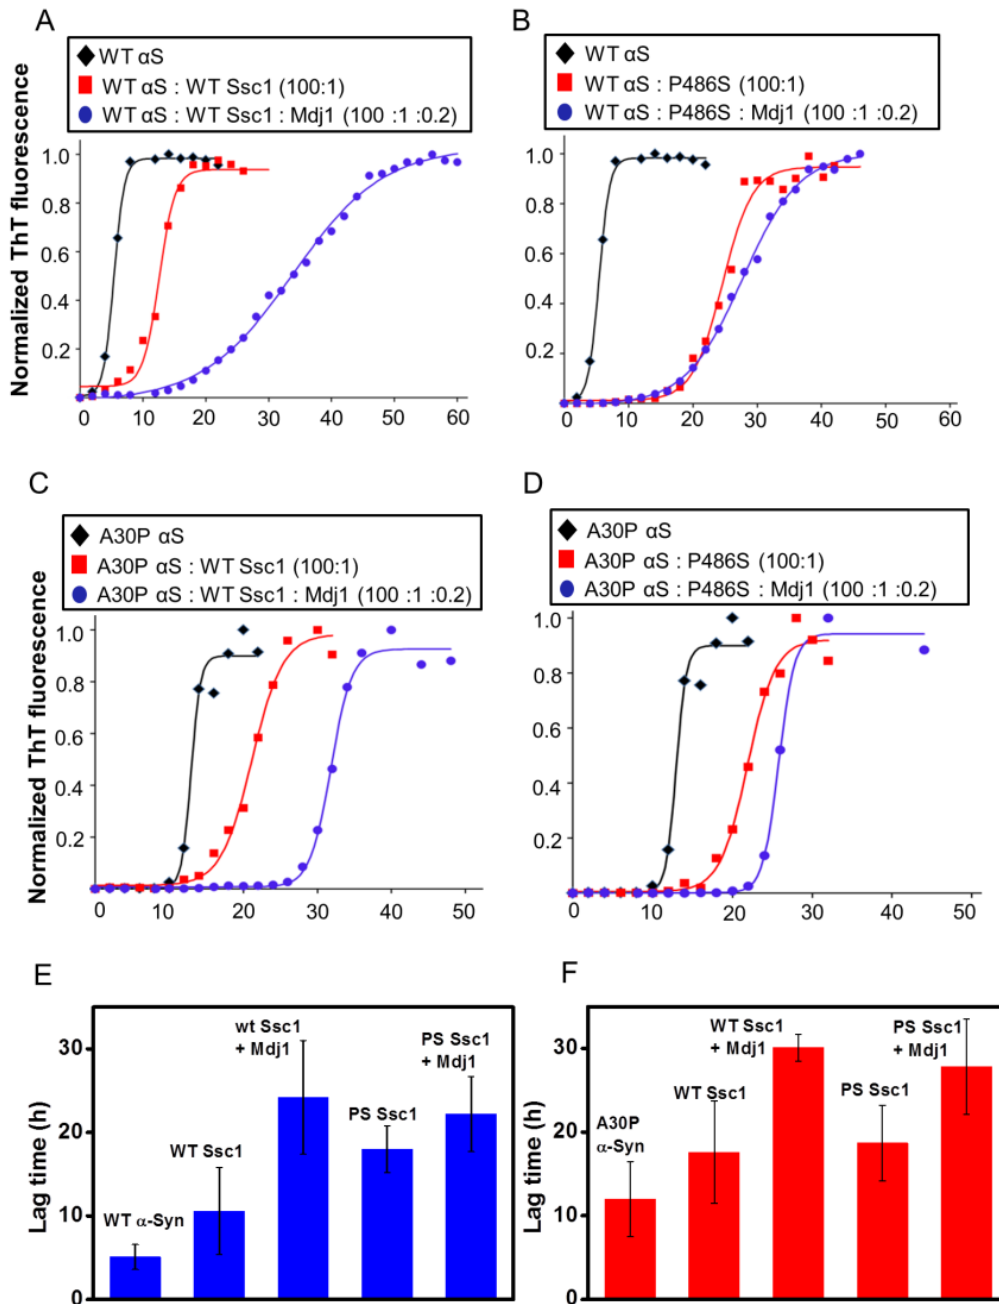 A
WT αS
WT αS : WT Ssc1 (100:1)
WT αS : WT Ssc1 : Mdj1 (100 :1 :0.2)
Normalized ThT fluorescence
1.0
0.8
0.6
0.4
0.2
0 10 20 30 40 50 60
B
WT αS
WT αS : P486S (100:1)
WT αS : P486S : Mdj1 (100 :1 :0.2)
1.0
0.8
0.6
0.4
0.2
0 10 20 30 40 50 60
C
A30P αS
A30P αS : WT Ssc1 (100:1)
A30P αS : WT Ssc1 : Mdj1 (100 :1 :0.2)
Normalized ThT fluorescence
1.0
0.8
0.6
0.4
0.2
0 10 20 30 40 50
D
A30P αS
A30P αS : P486S (100:1)
A30P αS : P486S : Mdj1 (100 :1 :0.2)
1.0
0.8
0.6
0.4
0.2
0 10 20 30 40 50
E
Lag time (h)
30
20
10
0
WT α-Syn
WT Ssc1
wt Ssc1
+ Mdj1
PS Ssc1
PS Ssc1
+ Mdj1
F
Lag time (h)
30
20
10
0
A30P
α-Syn
WT Ssc1
WT Ssc1
+ Mdj1
PS Ssc1
PS Ssc1
+ Mdj1